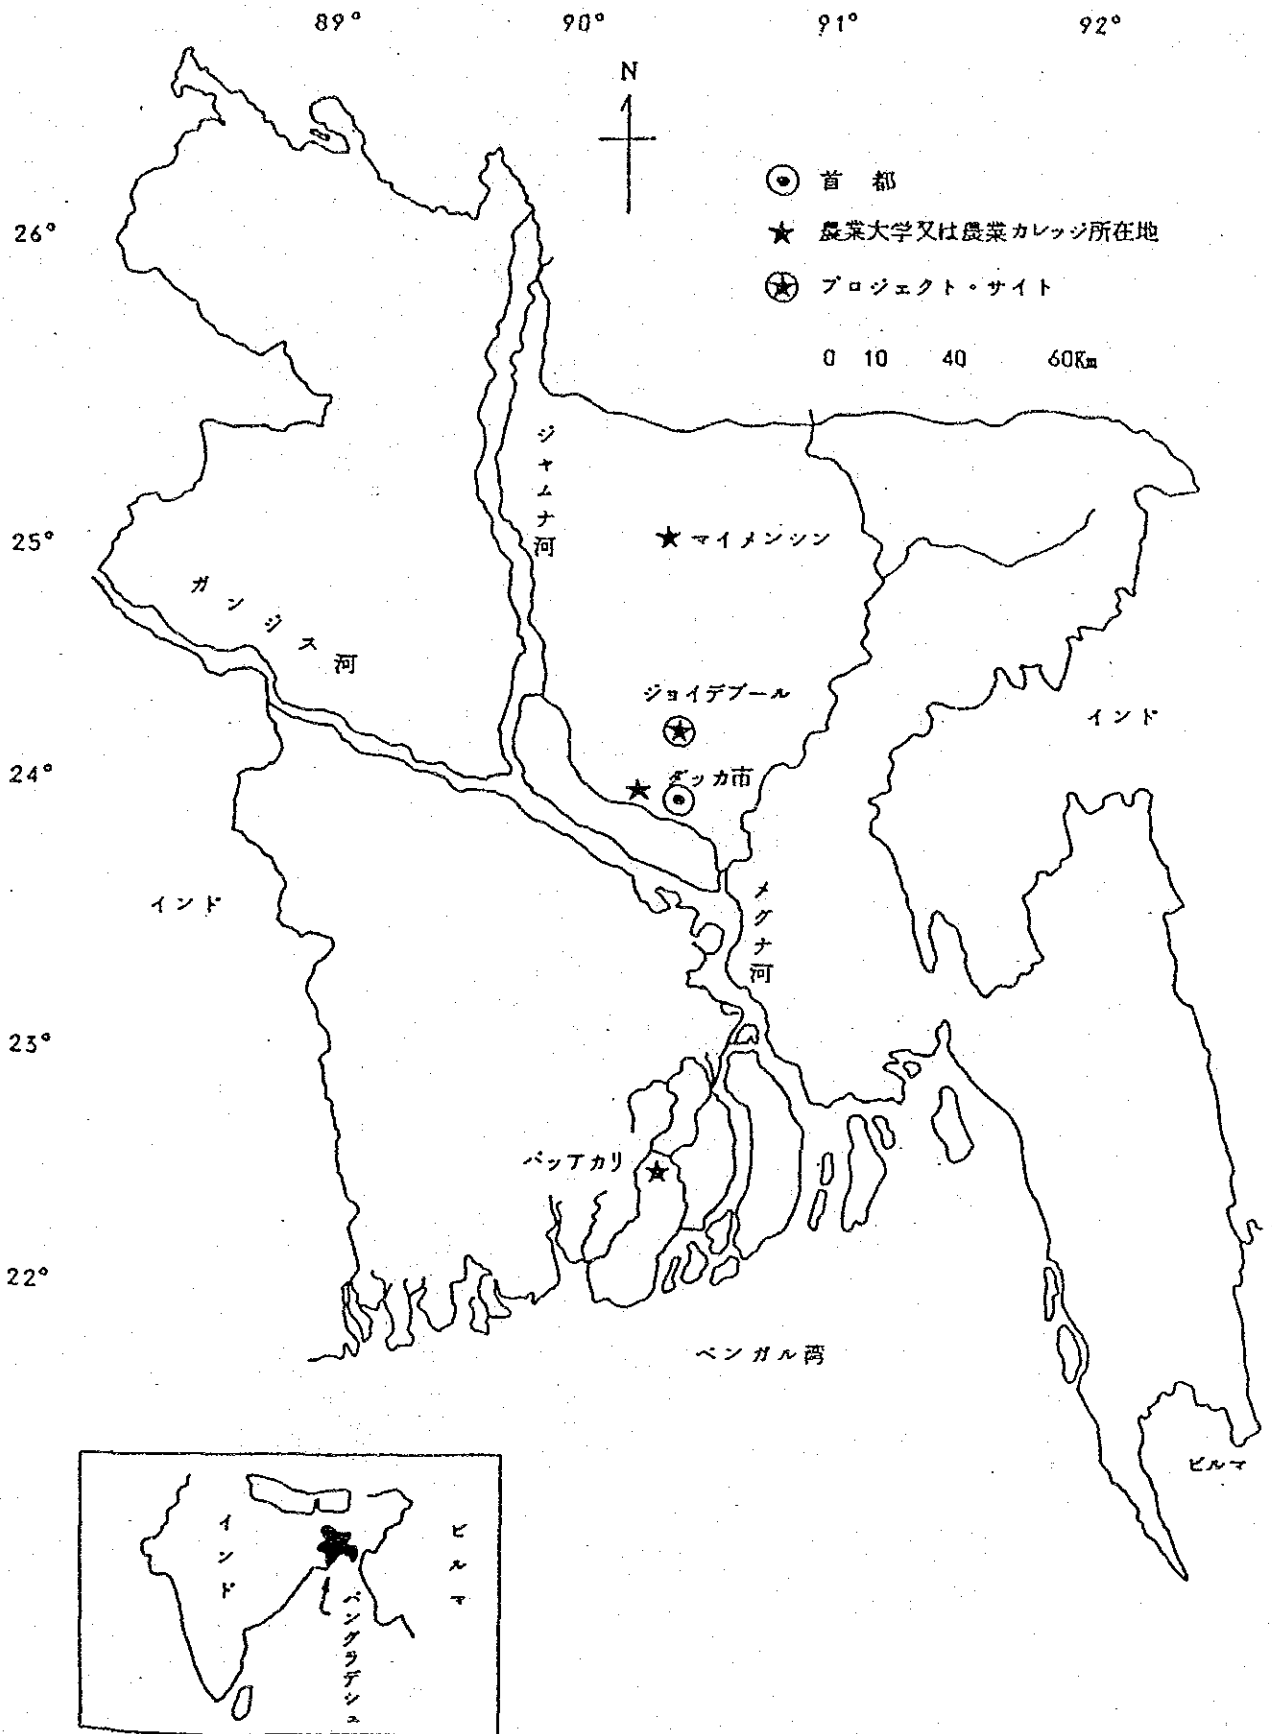 89° 90° 91° 92°
N
首都
農業大学又は農業カレッジ所在地
プロジェクト・サイト
0 10 40 60Km
26°
25°
24°
23°
22°
ジャムナ河
マイメンシン
ガンジス河
ジョイデプール
ダッカ市
インド
インド
メグナ河
パッアカリ
ベンガル湾
ビルマ
インド
ビルマ
バングラデシュ